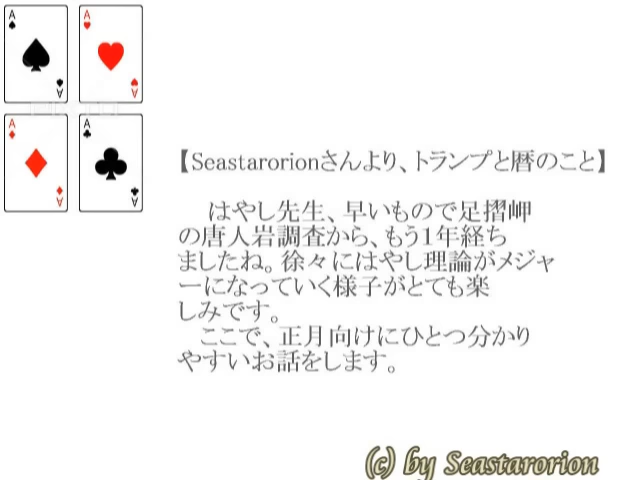 A
A
A
A
A
A
A
A
【Seastarorionさんより、トランプと暦のこと】
はやし先生、早いもので足摺岬
の唐人岩調査から、もう1年経ち
ましたね。徐々にはやし理論がメジャ
ーになっていく様子がとても楽
しみです。
ここで、正月向けにひとつ分かり
やすいお話をします。
(c) by Seastarorion